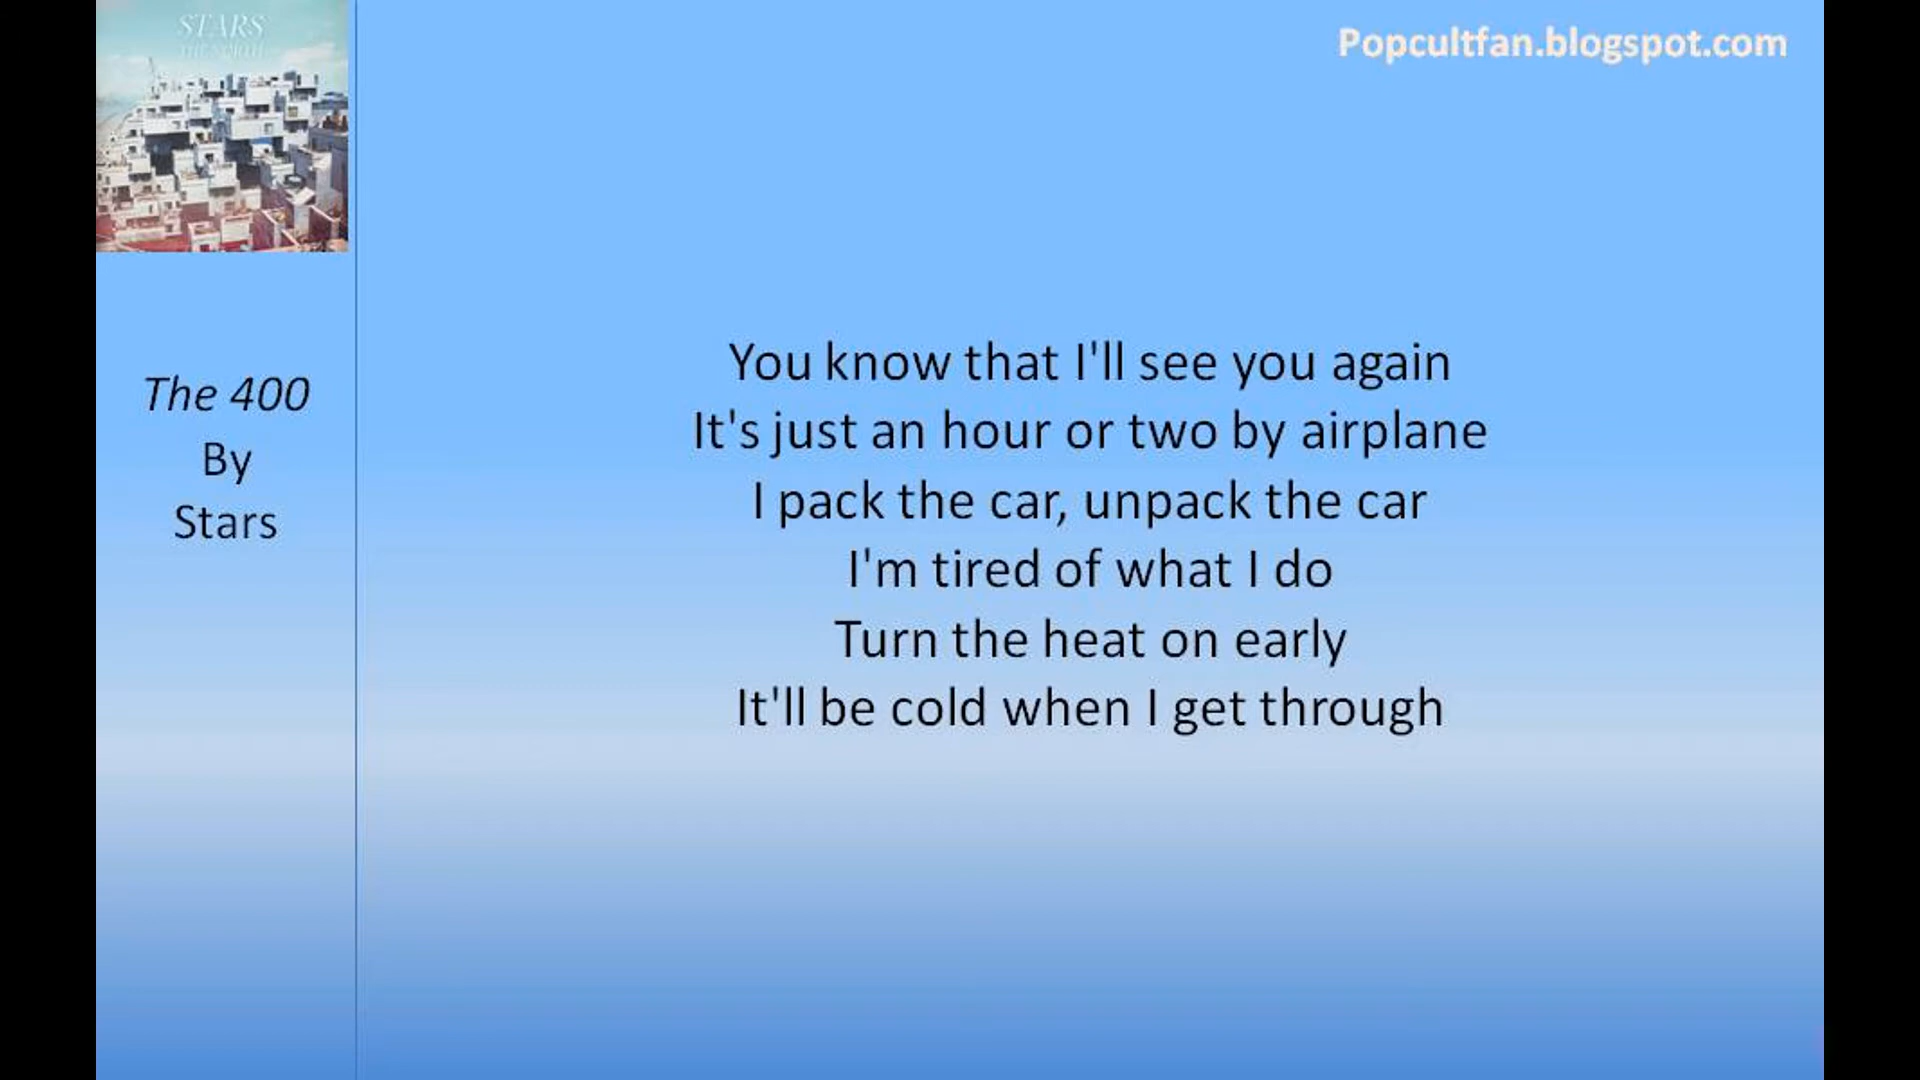 STARS
THE NORTH
Popcultfan.blogspot.com
The 400
By
Stars
You know that I'll see you again
It's just an hour or two by airplane
I pack the car, unpack the car
I'm tired of what I do
Turn the heat on early
It'll be cold when I get through